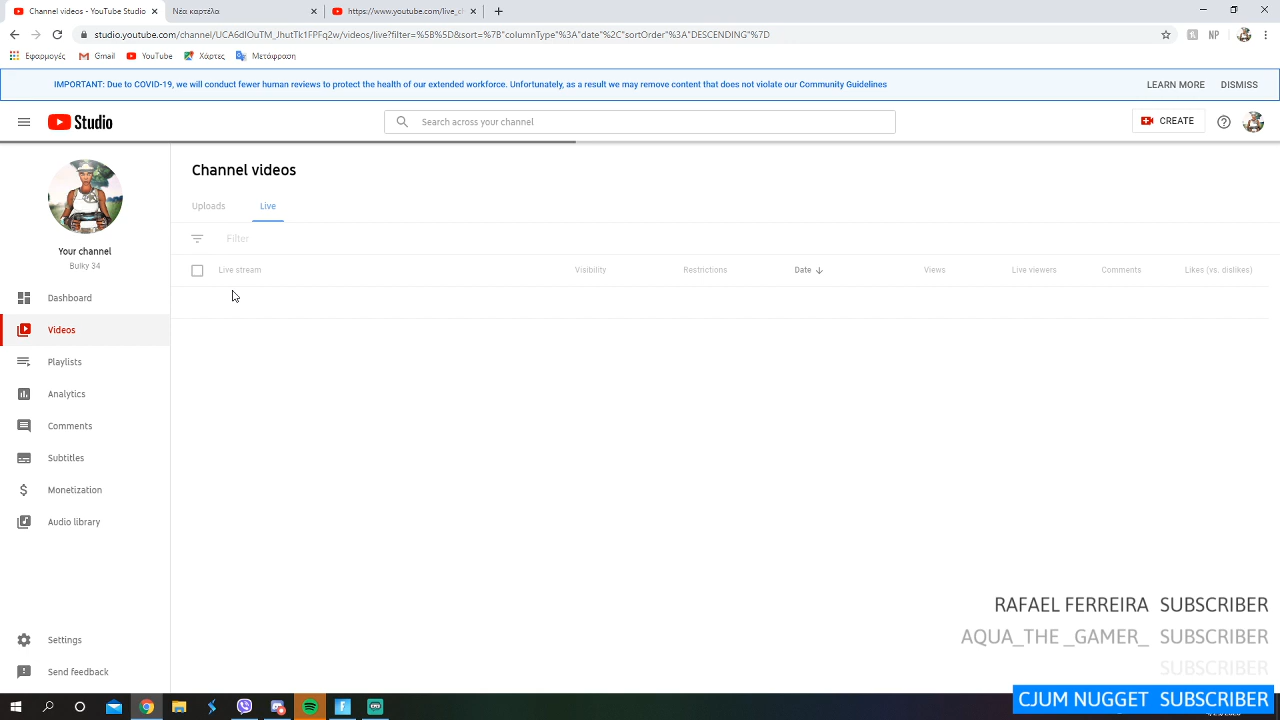 Channel videos - YouTube Studio
Νέα καρτέλα
https://www.youtube.com/live_c
studio.youtube.com/channel/UCA6dIOuTM_JhutTk1FPFq2w/videos/live?filter=%5B%5D&sort=%7B"columnType"%3A"date"%2C"sortOrder"%3A"DESCENDING"%7D
NP
Εφαρμογές
Gmail
YouTube
Χάρτες
Μετάφραση
IMPORTANT: Due to COVID-19, we will conduct fewer human reviews to protect the health of our extended workforce. Unfortunately, as a result we may remove content that does not violate our Community Guidelines
LEARN MORE
DISMISS
Studio
Search across your channel
CREATE
Your channel
Bulky 34
Dashboard
Videos
Playlists
Analytics
Comments
Subtitles
Monetization
Audio library
Settings
Send feedback
Channel videos
Uploads
Live
Filter
Live stream
Visibility
Restrictions
Date
Views
Live viewers
Comments
Likes (vs. dislikes)
RAFAEL FERREIRA SUBSCRIBER
AQUA_THE _GAMER_ SUBSCRIBER
SUBSCRIBER
CJUM NUGGET SUBSCRIBER